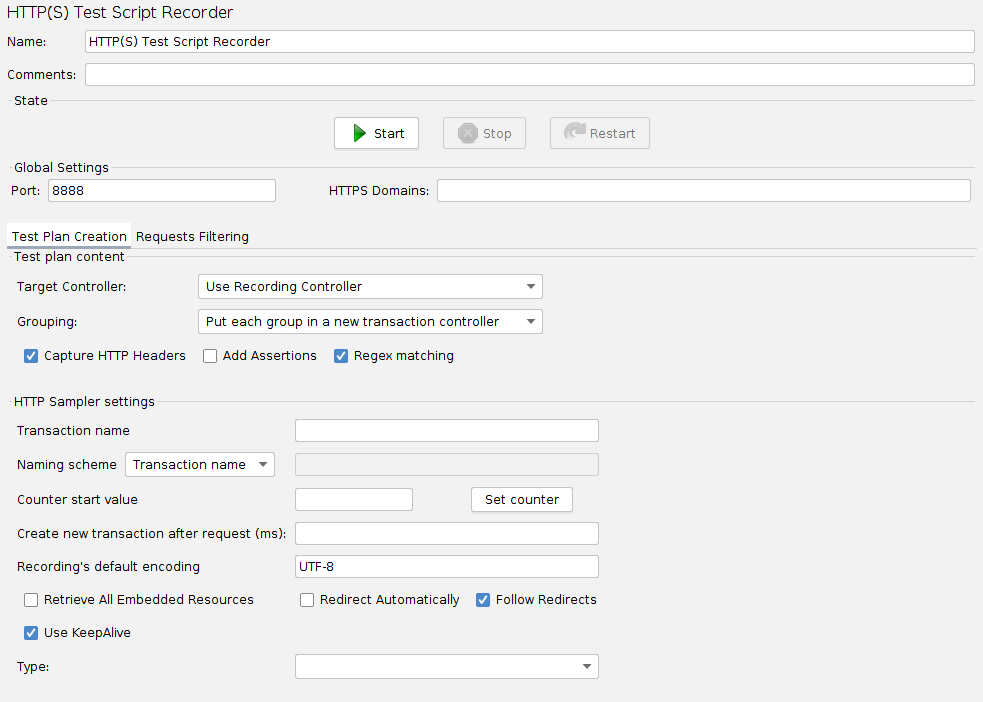 HTTP(S) Test Script Recorder
Name: HTTP(S) Test Script Recorder
Comments:
State
Start Stop Restart
Global Settings
Port: 8888 HTTPS Domains:
Test Plan Creation Requests Filtering
Test plan content
Target Controller: Use Recording Controller
Grouping: Put each group in a new transaction controller
Capture HTTP Headers Add Assertions Regex matching
HTTP Sampler settings
Transaction name
Naming scheme Transaction name
Counter start value Set counter
Create new transaction after request (ms):
Recording's default encoding UTF-8
Retrieve All Embedded Resources Redirect Automatically Follow Redirects
Use KeepAlive
Type: